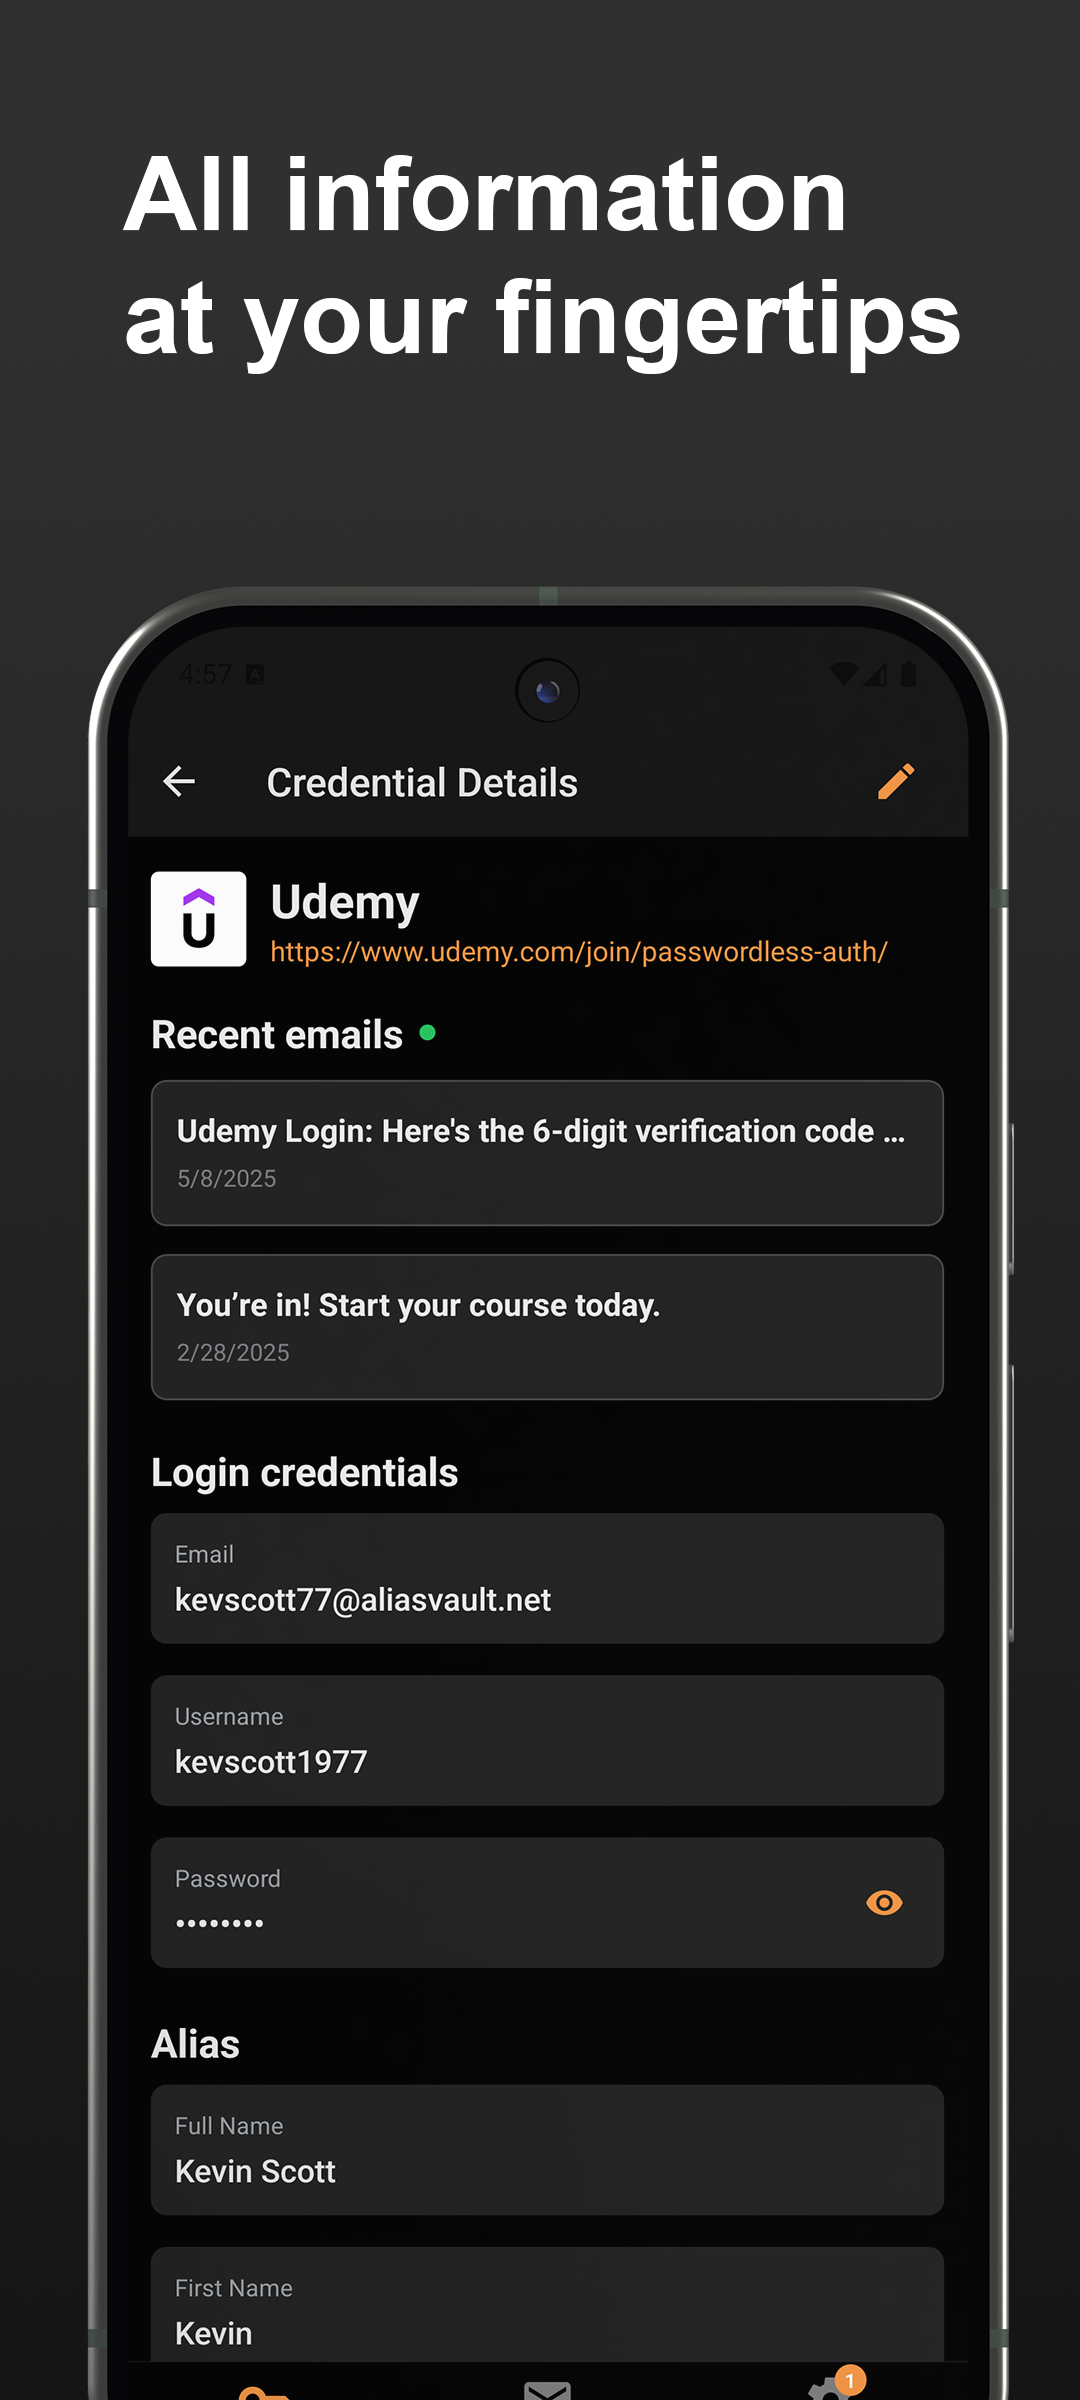 All information
at your fingertips
4:57 A
Credential Details
Udemy
https://www.udemy.com/join/passwordless-auth/
Recent emails
Udemy Login: Here's the 6-digit verification code ...
5/8/2025
You’re in! Start your course today.
2/28/2025
Login credentials
Email
kevscott77@aliasvault.net
Username
kevscott1977
Password
••••••••
Alias
Full Name
Kevin Scott
First Name
Kevin
1